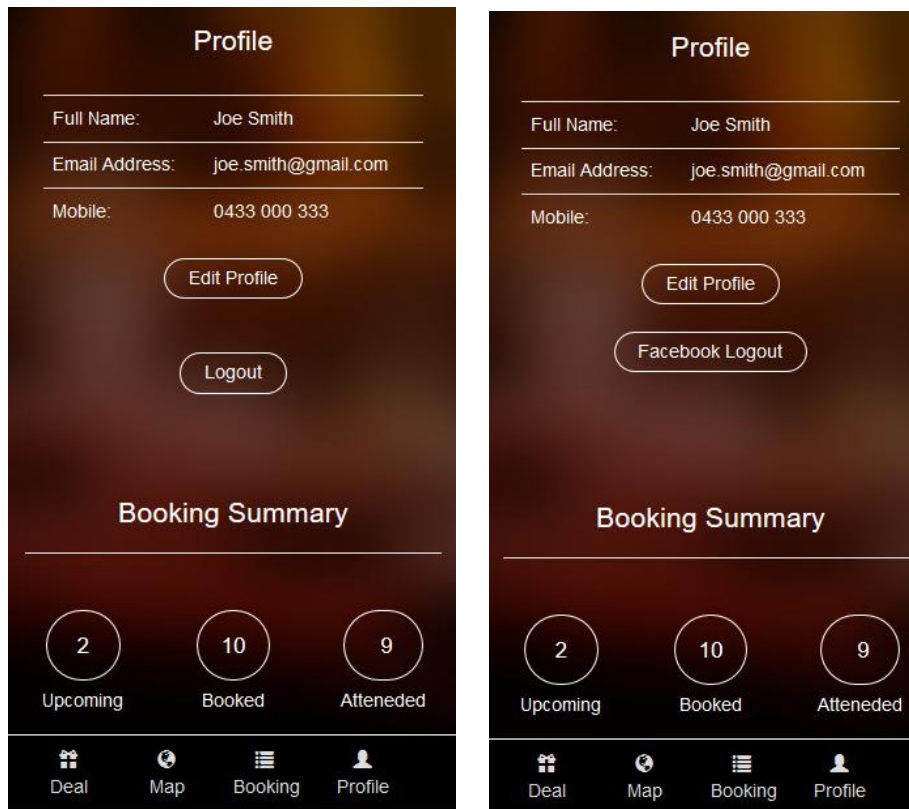 Profile
Full Name: Joe Smith
Email Address: joe.smith@gmail.com
Mobile: 0433 000 333
Edit Profile
Logout
Booking Summary
2 10 9
Upcoming Booked Atteneded
Deal Map Booking Profile
Profile
Full Name: Joe Smith
Email Address: joe.smith@gmail.com
Mobile: 0433 000 333
Edit Profile
Facebook Logout
Booking Summary
2 10 9
Upcoming Booked Atteneded
Deal Map Booking Profile